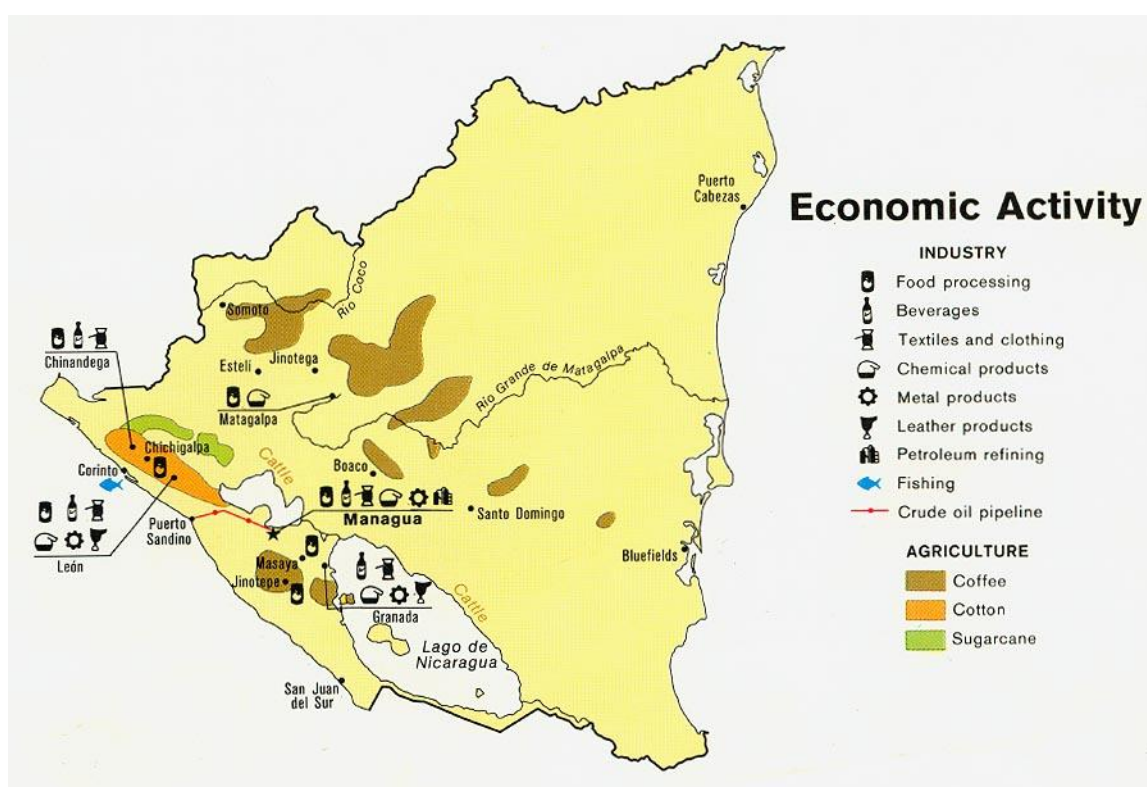 Economic Activity
INDUSTRY
Food processing
Beverages
Textiles and clothing
Chemical products
Metal products
Leather products
Petroleum refining
Fishing
Crude oil pipeline
AGRICULTURE
Coffee
Cotton
Sugarcane
Puerto
Cabezas
Río Coco
Somoto
Estelí
Jinotega
Matagalpa
Río Grande de Matagalpa
Chinandega
Chichigalpa
Corinto
León
Puerto
Sandino
Cattle
Managua
Boaco
Santo Domingo
Bluefields
Masaya
Jinotepe
Granada
Cattle
Lago de
Nicaragua
San Juan
del Sur